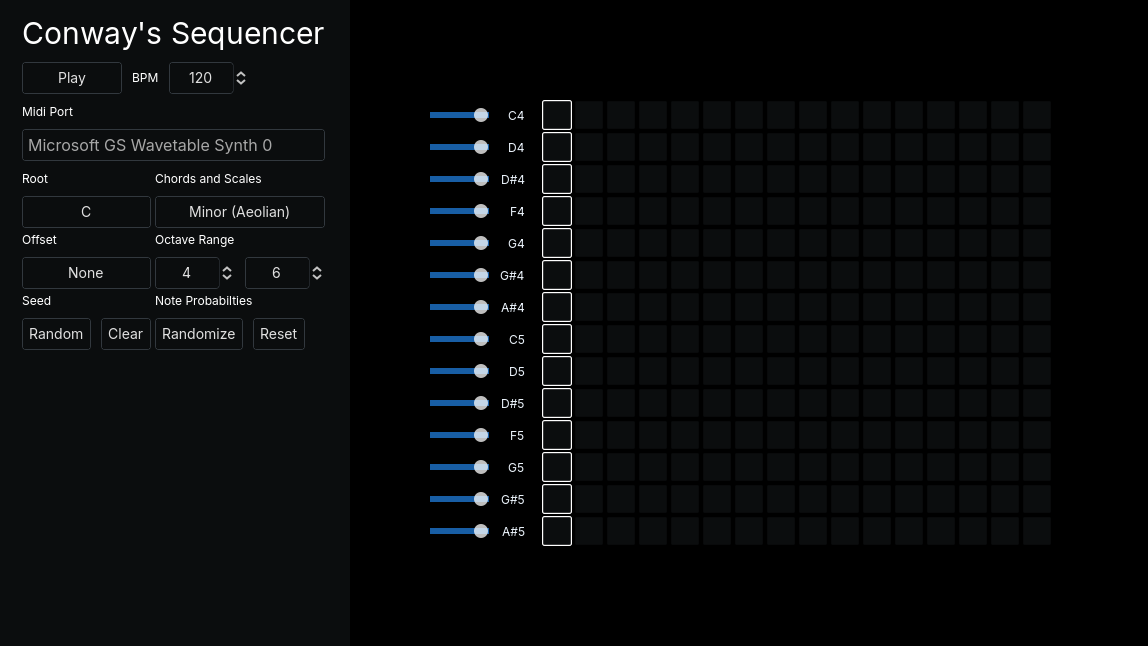 Conway's Sequencer
Play BPM 120
Midi Port
Microsoft GS Wavetable Synth 0
Root Chords and Scales
C Minor (Aeolian)
Offset Octave Range
None 4 6
Seed Note Probabilties
Random Clear Randomize Reset
C4
D4
D#4
F4
G4
G#4
A#4
C5
D5
D#5
F5
G5
G#5
A#5